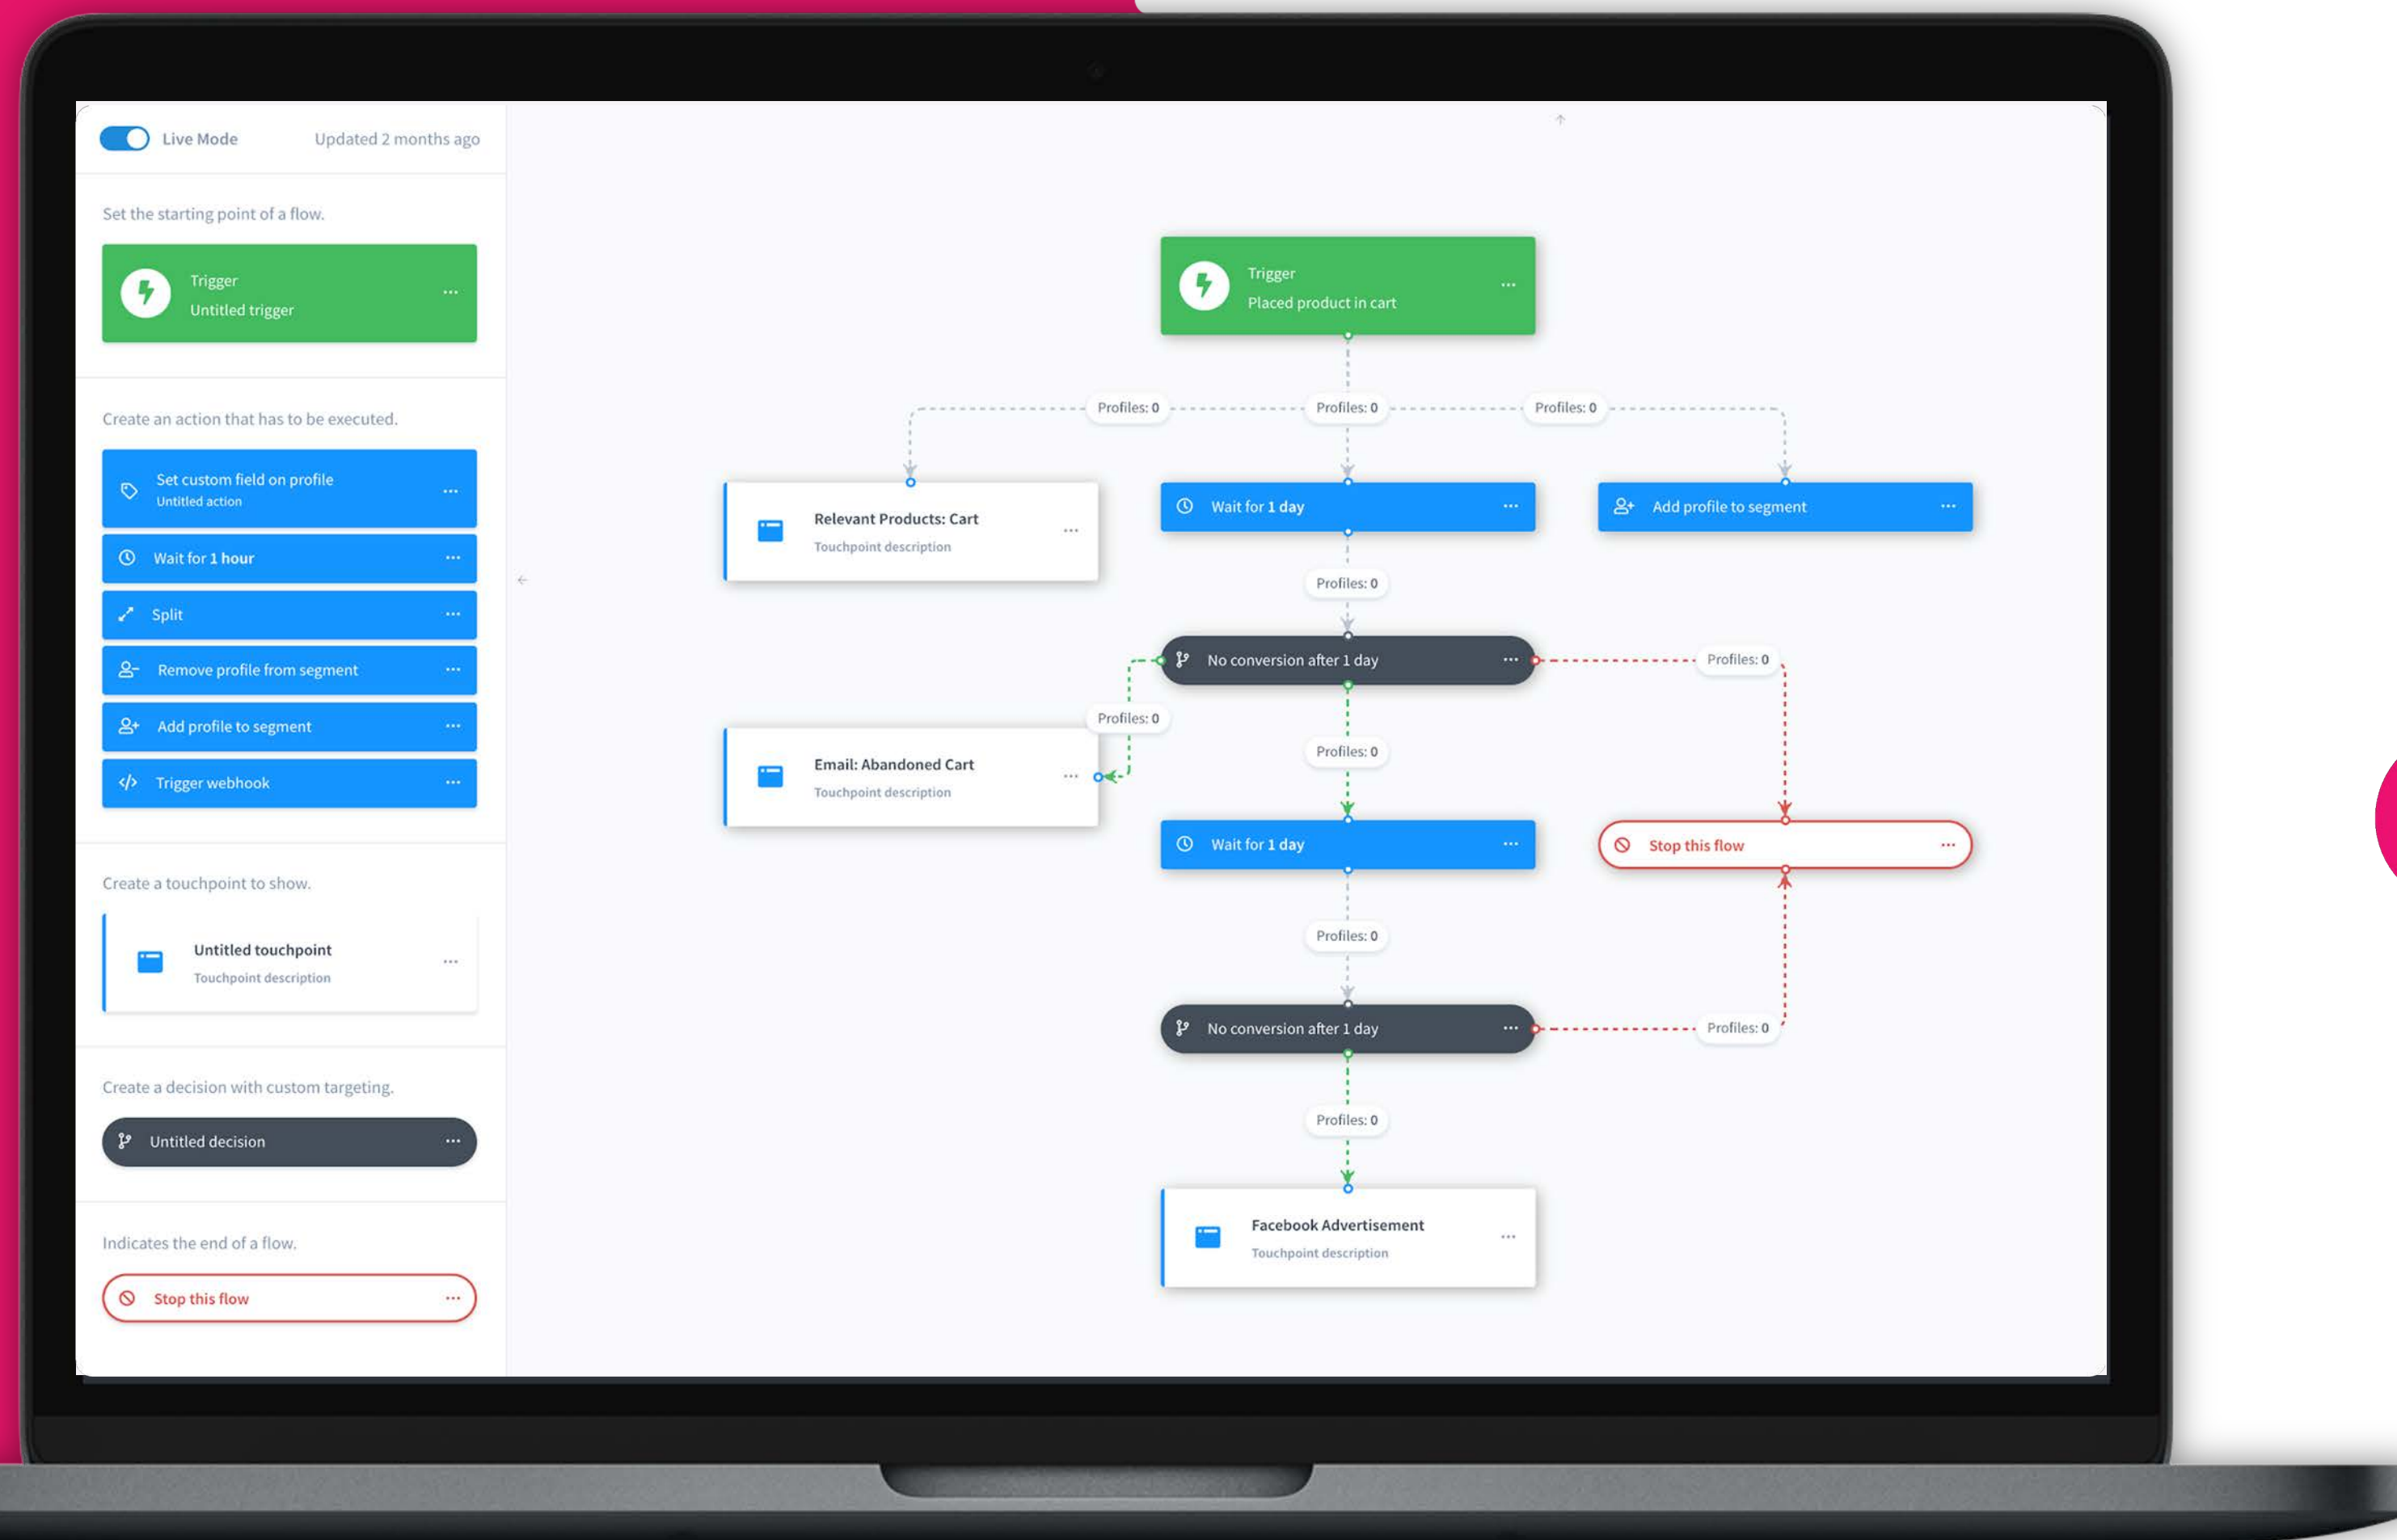 Live Mode
Updated 2 months ago
Set the starting point of a flow.
Trigger
Untitled trigger
Create an action that has to be executed.
Set custom field on profile
Untitled action
Wait for 1 hour
Split
Remove profile from segment
Add profile to segment
Trigger webhook
Create a touchpoint to show.
Untitled touchpoint
Touchpoint description
Create a decision with custom targeting.
Untitled decision
Indicates the end of a flow.
Stop this flow
Trigger
Placed product in cart
Profiles: 0
Profiles: 0
Profiles: 0
Relevant Products: Cart
Touchpoint description
Wait for 1 day
Add profile to segment
Profiles: 0
No conversion after 1 day
Profiles: 0
Profiles: 0
Profiles: 0
Email: Abandoned Cart
Touchpoint description
Wait for 1 day
Stop this flow
Profiles: 0
No conversion after 1 day
Profiles: 0
Profiles: 0
Facebook Advertisement
Touchpoint description